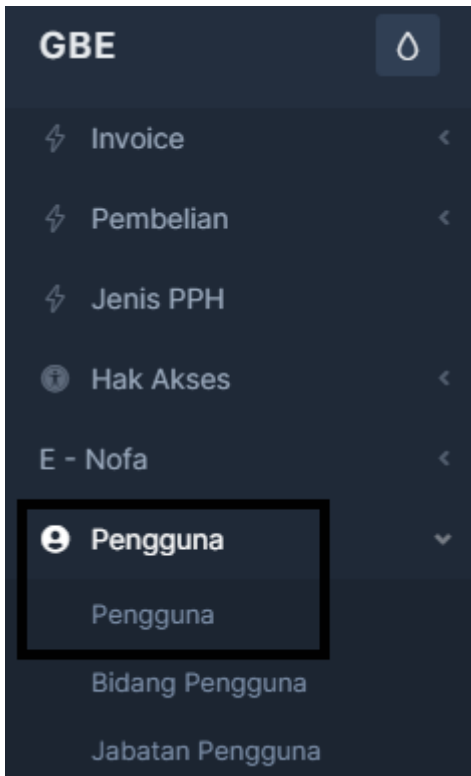 GBE
Invoice
Pembelian
Jenis PPH
Hak Akses
E - Nofa
Pengguna
Pengguna
Bidang Pengguna
Jabatan Pengguna